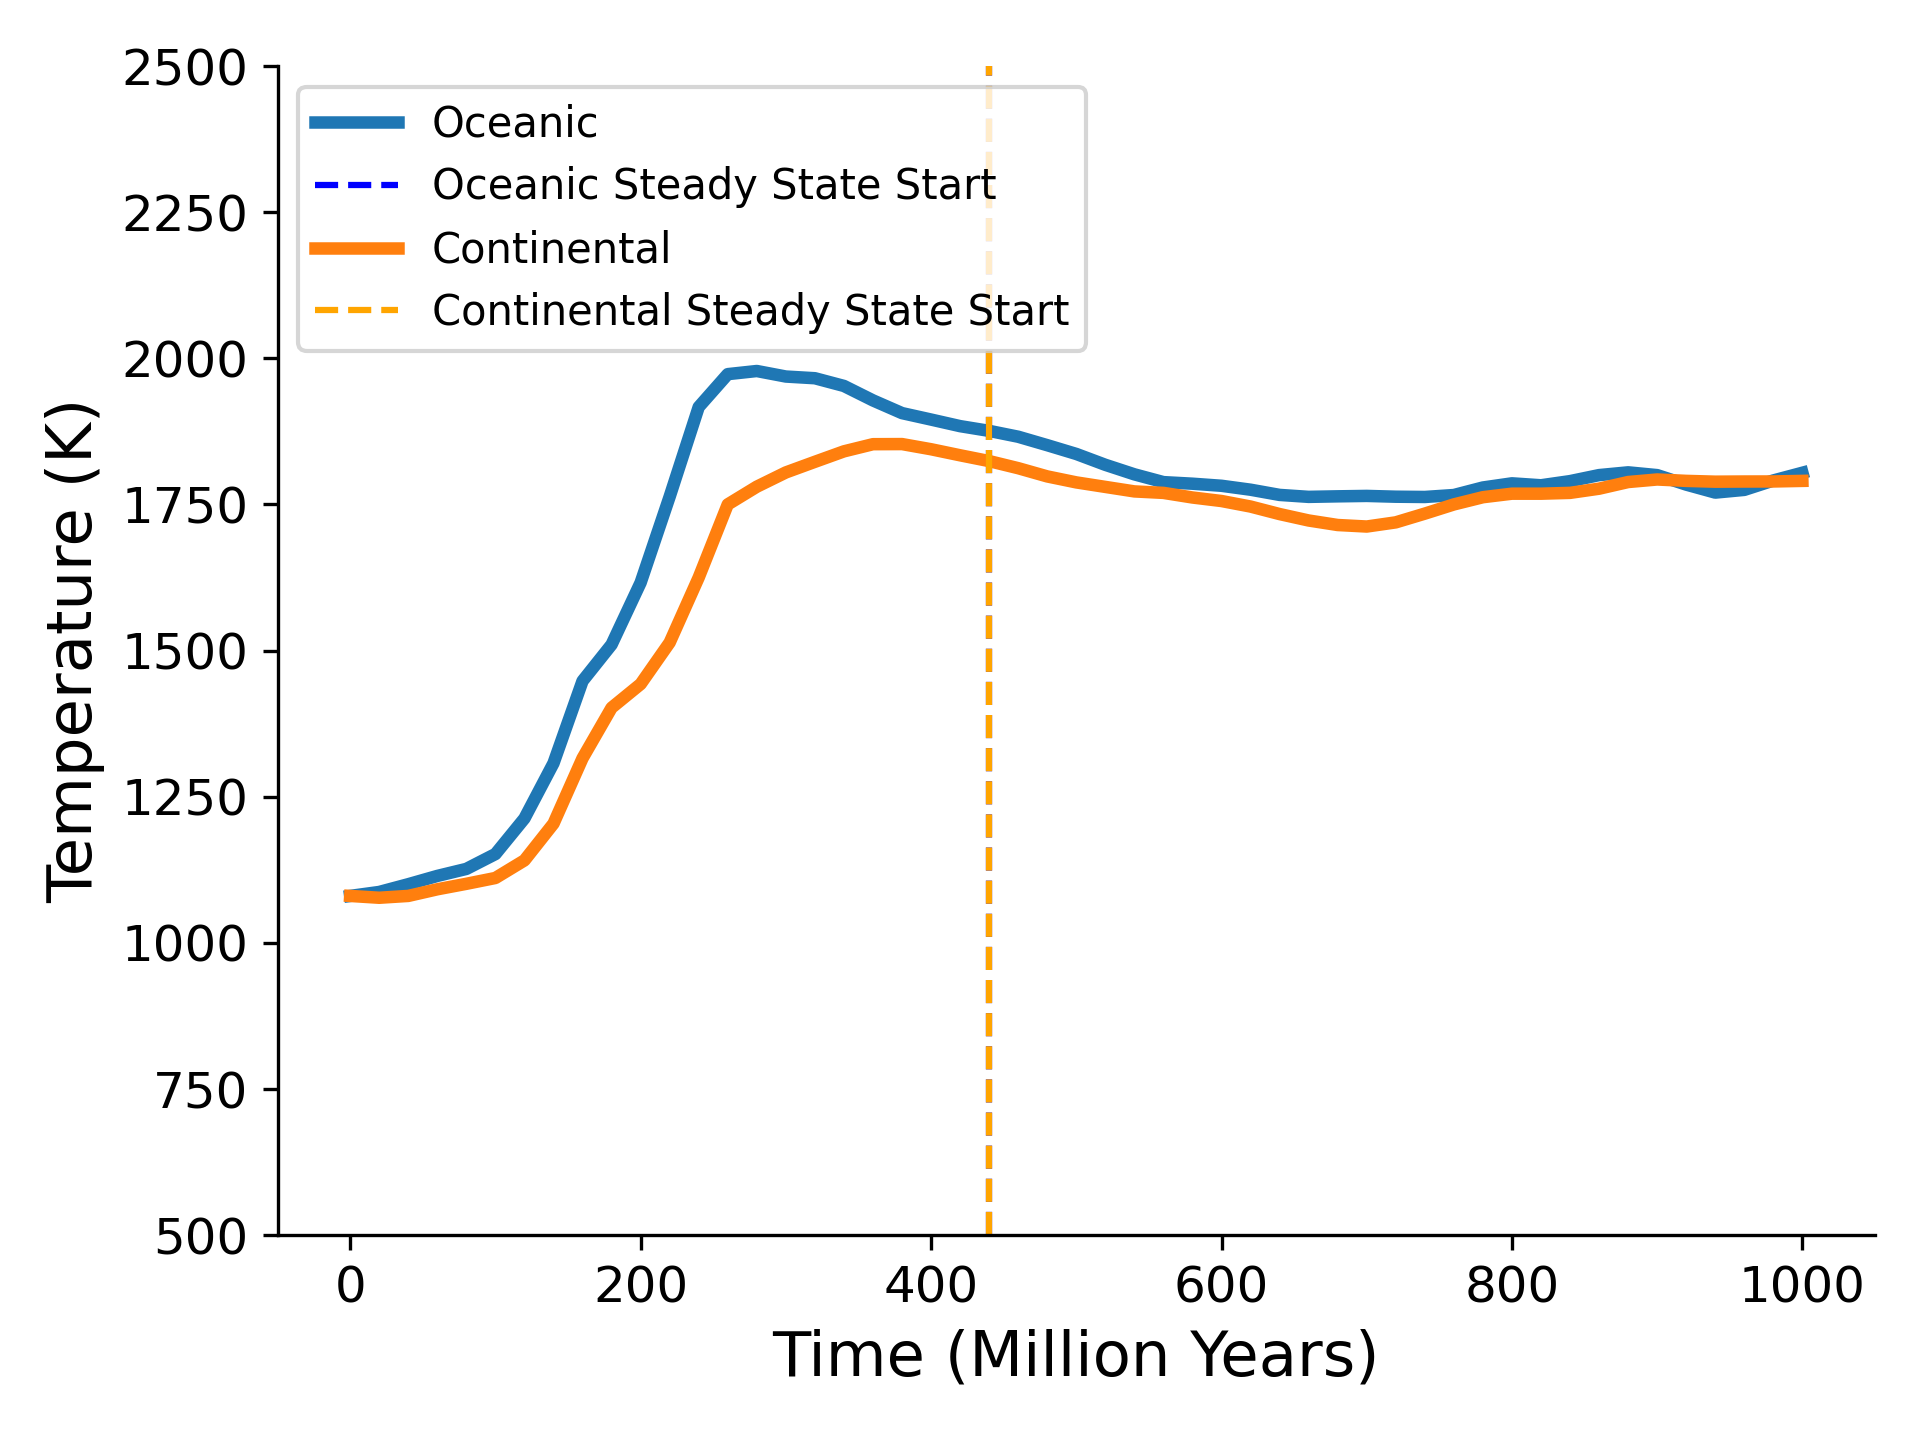 2500
2250
2000
1750
1500
1250
1000
750
500
Temperature (K)
Oceanic
Oceanic Steady State Start
Continental
Continental Steady State Start
0 200 400 600 800 1000
Time (Million Years)